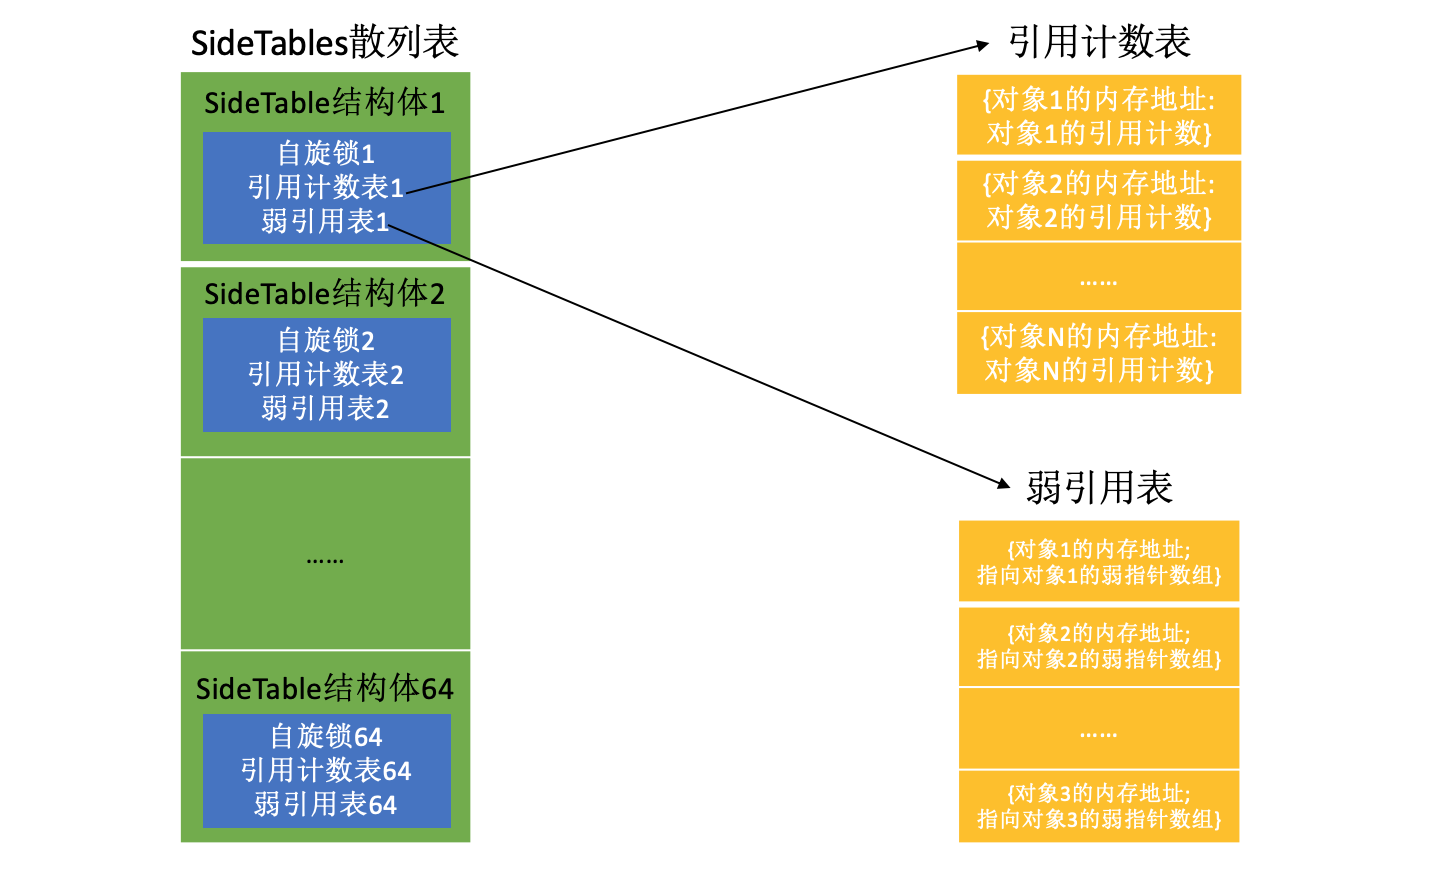 SideTables散列表
SideTable结构体1
自旋锁1
引用计数表1
弱引用表1
SideTable结构体2
自旋锁2
引用计数表2
弱引用表2
……
SideTable结构体64
自旋锁64
引用计数表64
弱引用表64
引用计数表
{对象1的内存地址:
对象1的引用计数}
{对象2的内存地址:
对象2的引用计数}
……
{对象N的内存地址:
对象N的引用计数}
弱引用表
{对象1的内存地址;
指向对象1的弱指针数组}
{对象2的内存地址;
指向对象2的弱指针数组}
……
{对象3的内存地址;
指向对象3的弱指针数组}